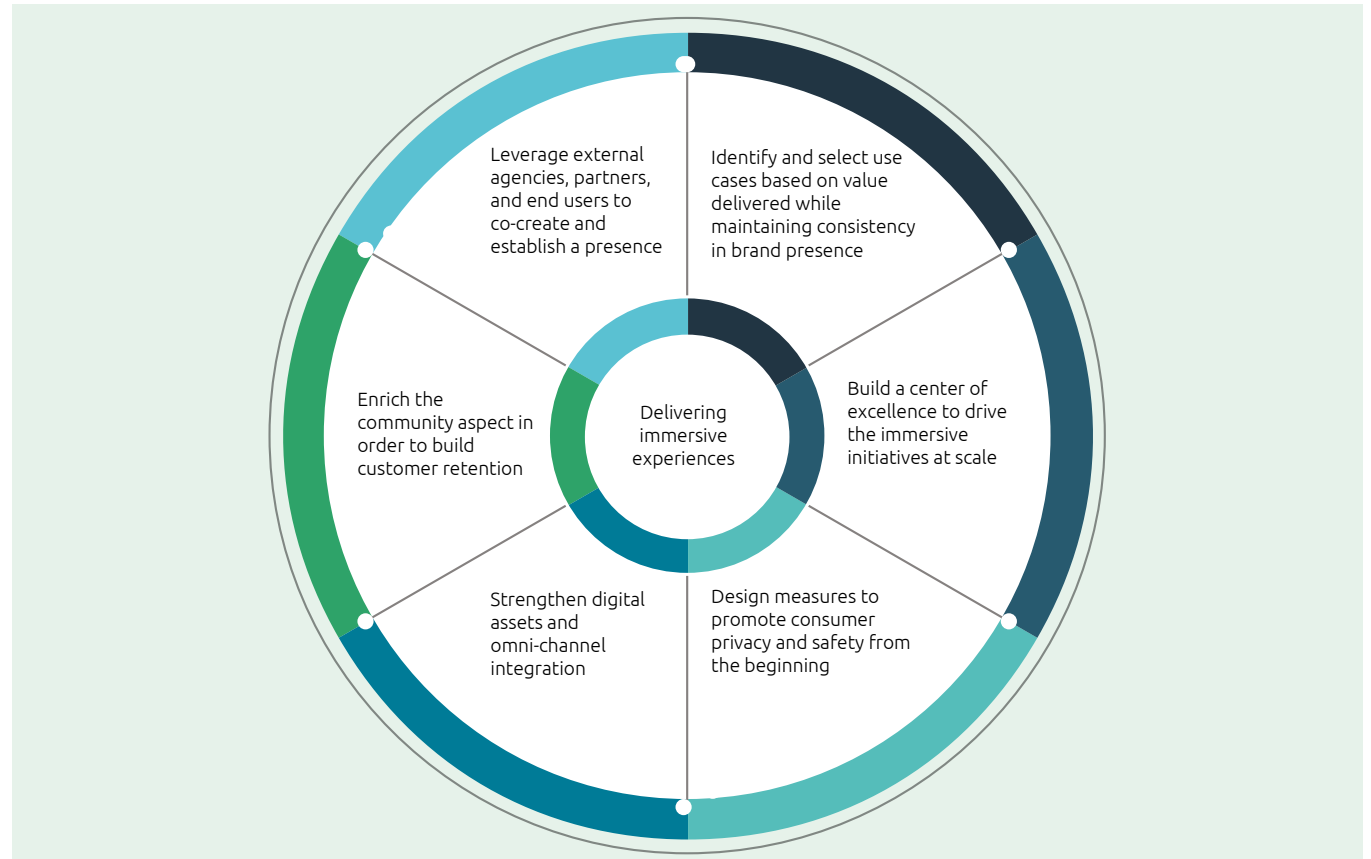 Leverage external
agencies, partners,
and end users to
co-create and
establish a presence
Identify and select use
cases based on value
delivered while
maintaining consistency
in brand presence
Enrich the
community aspect in
order to build
customer retention
Delivering
immersive
experiences
Build a center of
excellence to drive
the immersive
initiatives at scale
Strengthen digital
assets and
omni-channel
integration
Design measures to
promote consumer
privacy and safety from
the beginning